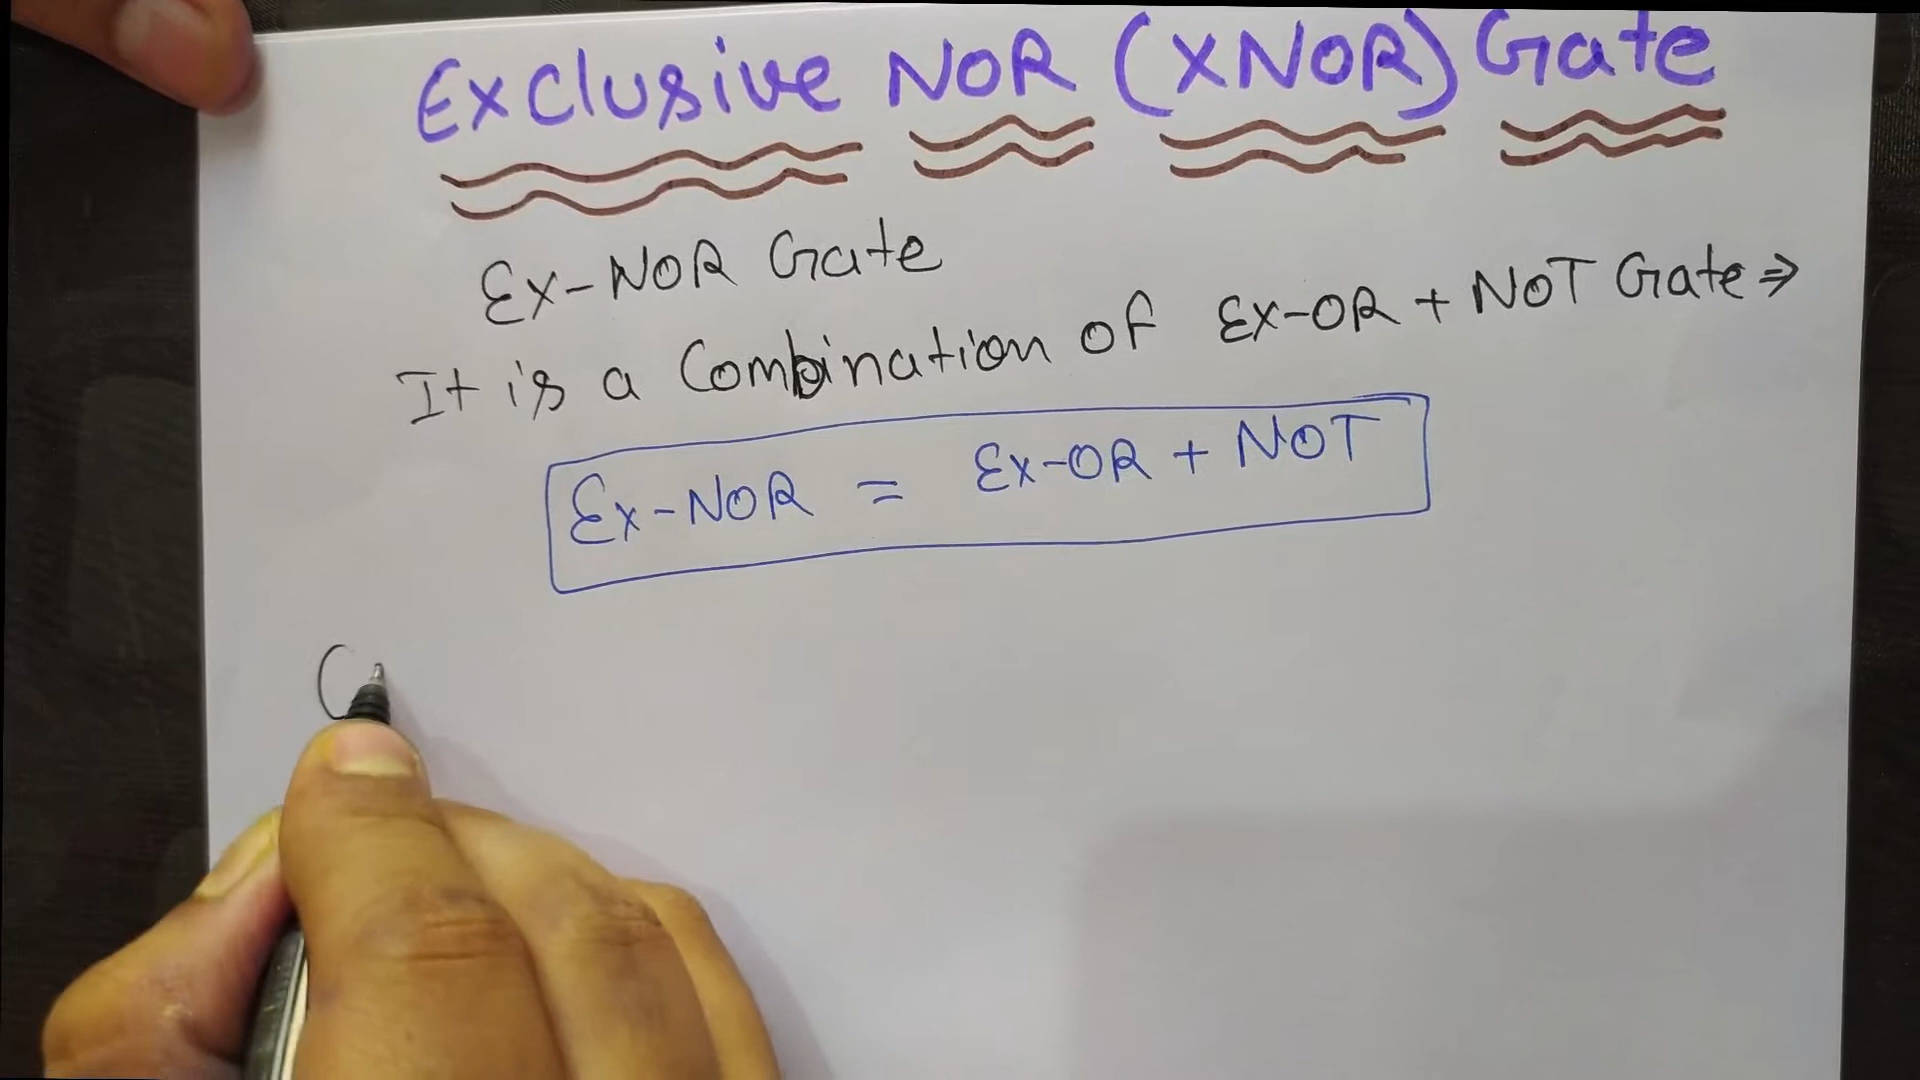 Exclusive NOR (XNOR) Gate
Ex-NOR Gate
It is a Combination of Ex-OR + NOT Gate ⇒
Ex-NOR = Ex-OR + NOT
(